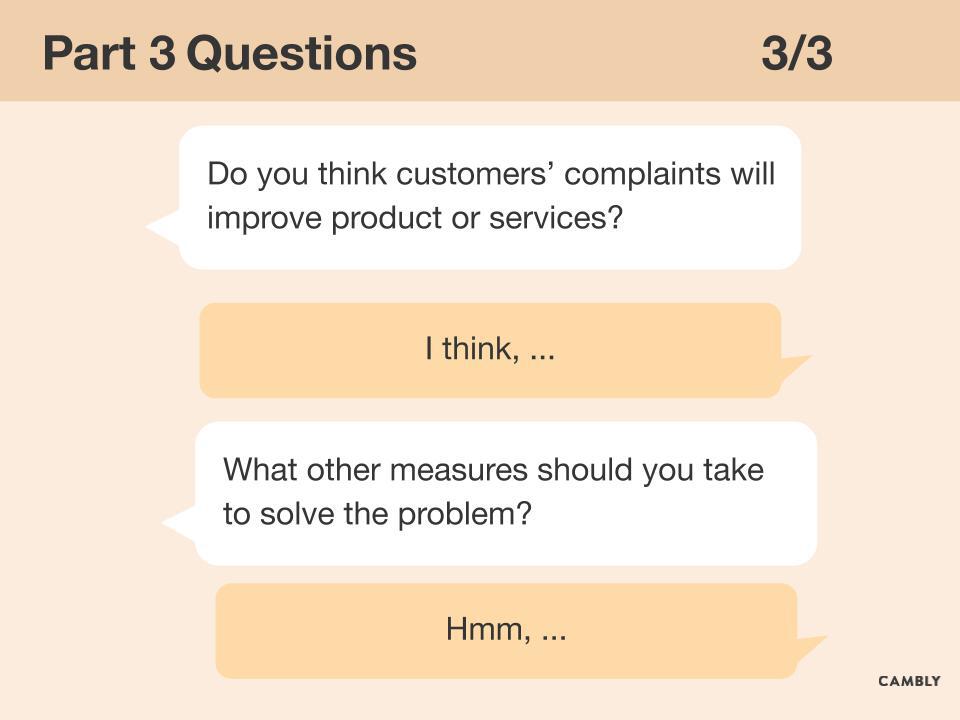 Part 3 Questions 3/3
Do you think customers’ complaints will
improve product or services?
I think, ...
What other measures should you take
to solve the problem?
Hmm, ...
CAMBLY